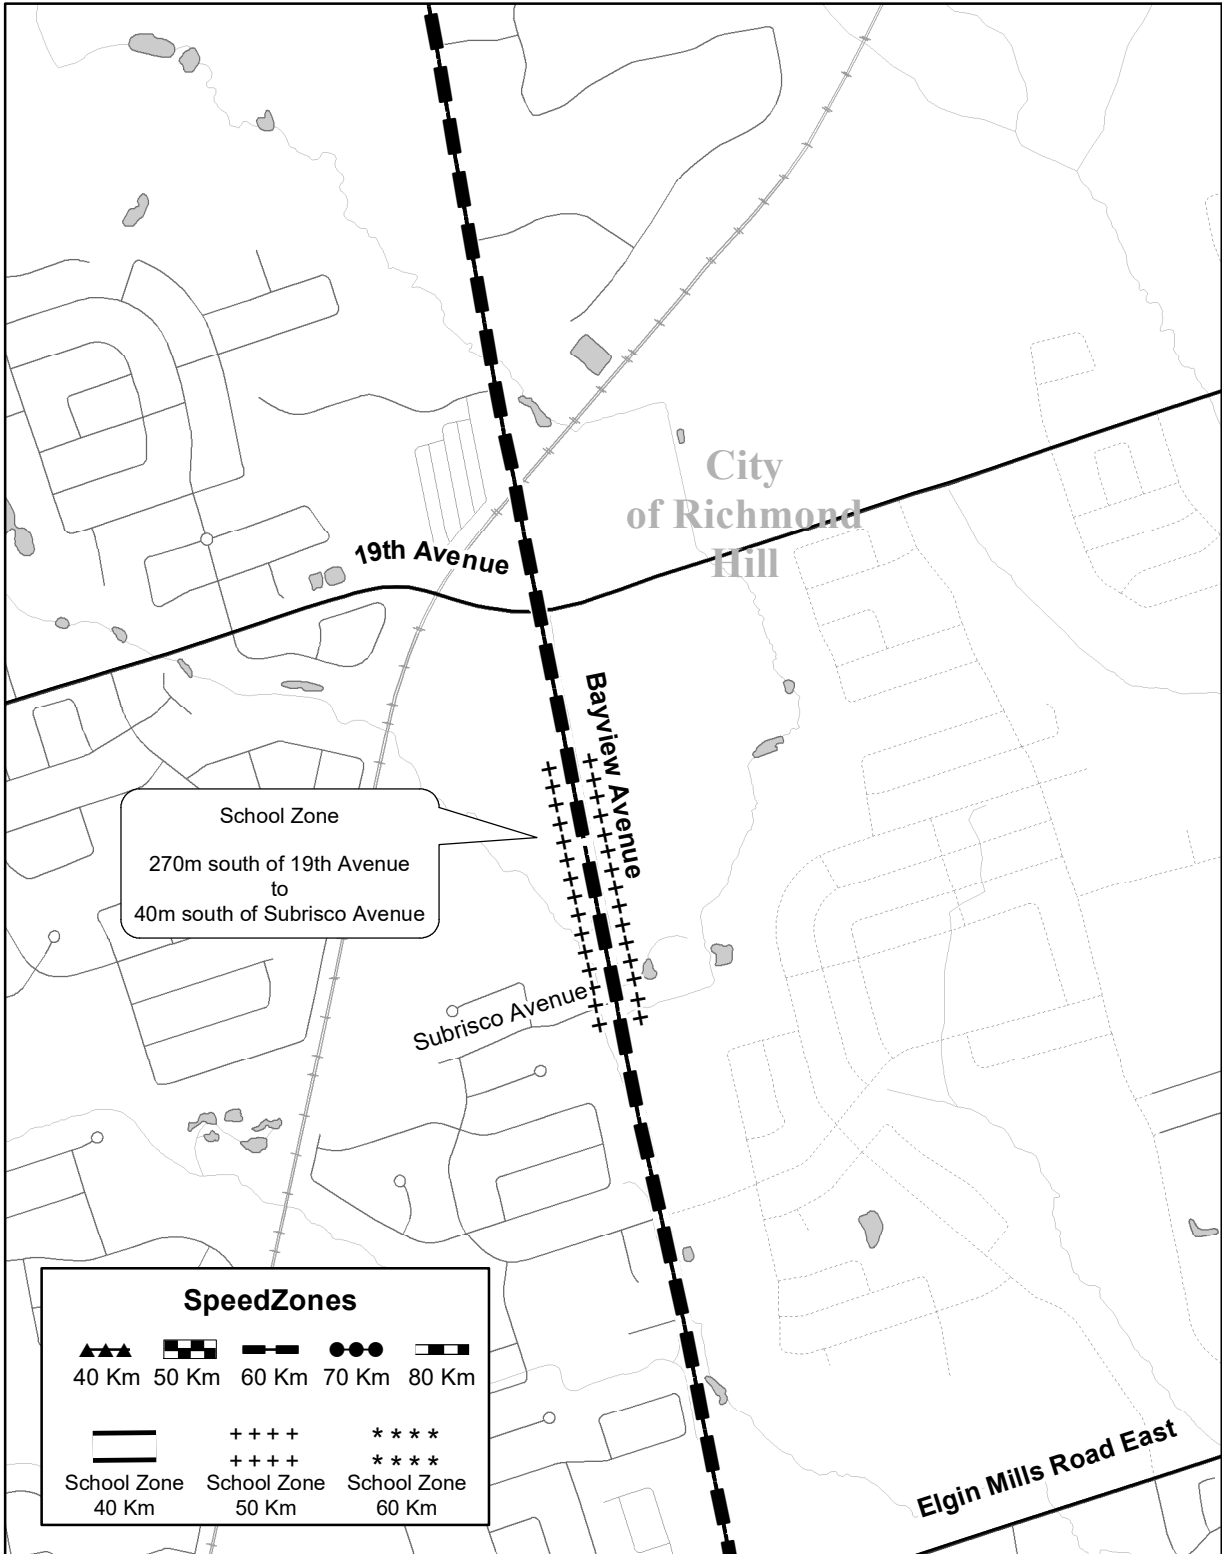 City
of Richmond
Hill
19th Avenue
Bayview Avenue
School Zone
270m south of 19th Avenue
to
40m south of Subrisco Avenue
Subrisco Avenue
SpeedZones
40 Km 50 Km 60 Km 70 Km 80 Km
++++ ****
++++ ****
School Zone School Zone School Zone
40 Km 50 Km 60 Km
Elgin Mills Road East